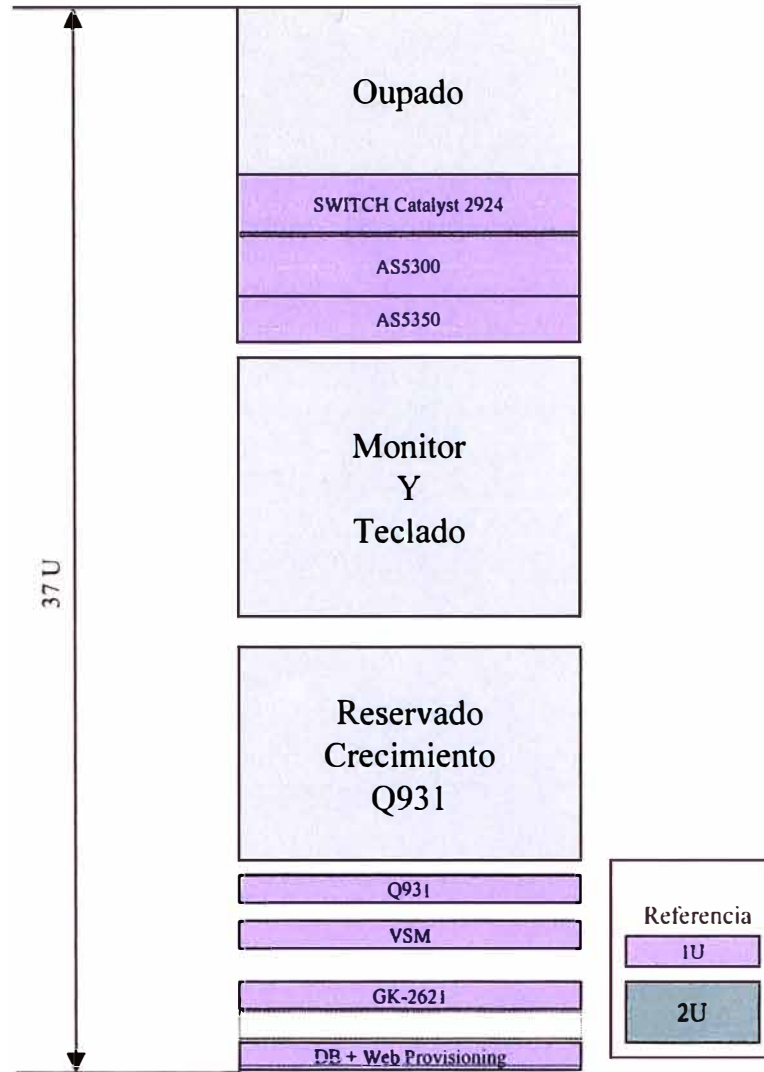 Oupado
SWITCH Catalyst 2924
AS5300
AS5350
Monitor
Y
Teclado
37 U
Reservado
Crecimiento
Q931
Q931
VSM
GK-2621
DB + Web Provisioning
Referencia
1U
2U